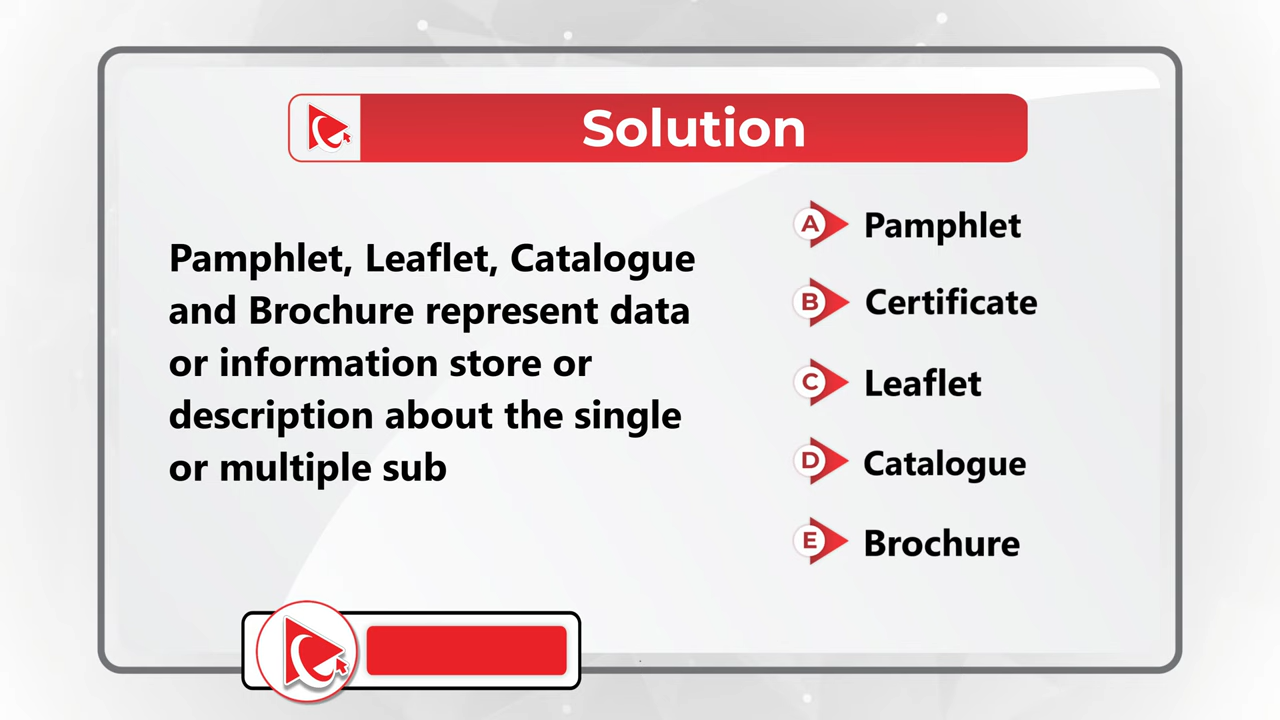 Solution
Pamphlet, Leaflet, Catalogue
and Brochure represent data
or information store or
description about the single
or multiple sub
A Pamphlet
B Certificate
C Leaflet
D Catalogue
E Brochure